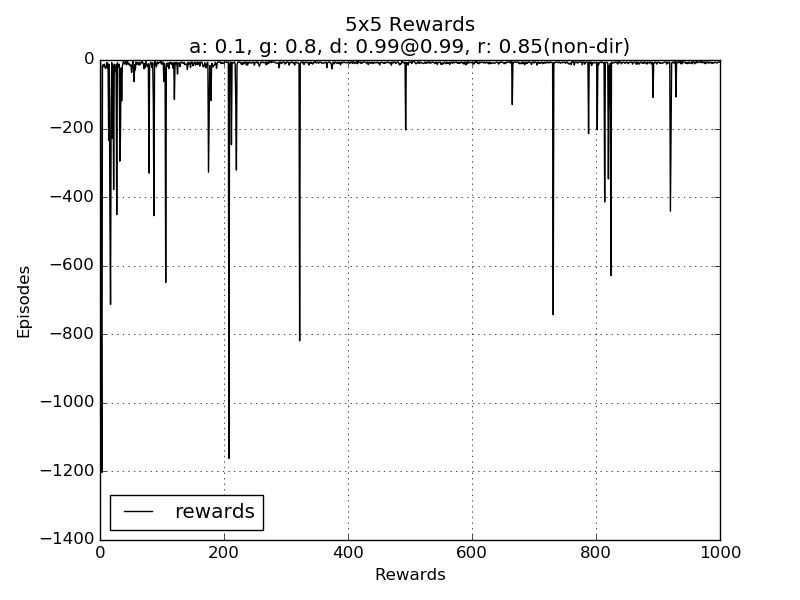 5x5 Rewards
a: 0.1, g: 0.8, d: 0.99@0.99, r: 0.85(non-dir)
0
−200
−400
−600
−800
−1000
−1200
−1400
Episodes
rewards
0 200 400 600 800 1000
Rewards